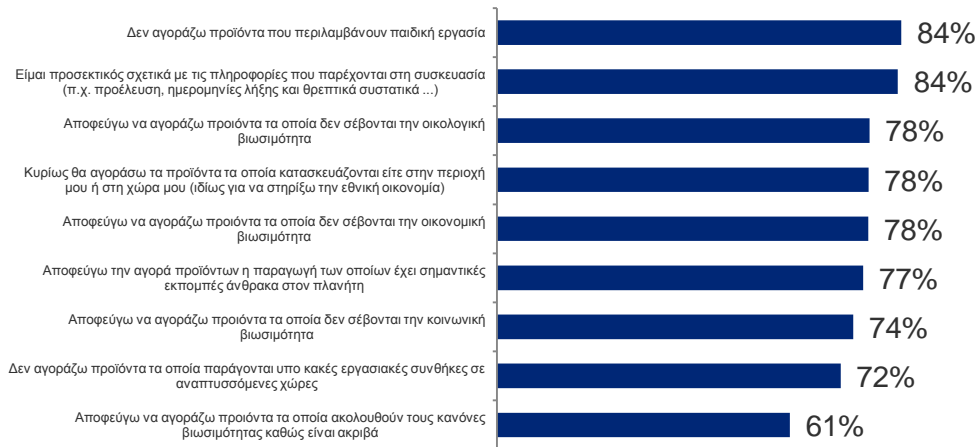 Δεν αγοράζω προϊόντα που περιλαμβάνουν παιδική εργασία
84%
Είμαι προσεκτικός σχετικά με τις πληροφορίες που παρέχονται στη συσκευασία
(π.χ. προέλευση, ημερομηνίες λήξης και θρεπτικά συστατικά ...)
84%
Αποφεύγω να αγοράζω προιόντα τα οποία δεν σέβονται την οικολογική
βιωσιμότητα
78%
Κυρίως θα αγοράσω τα προϊόντα τα οποία κατασκευάζονται είτε στην περιοχή
μου ή στη χώρα μου (ιδίως για να στηρίξω την εθνική οικονομία)
78%
Αποφεύγω να αγοράζω προιόντα τα οποία δεν σέβονται την οικονομική
βιωσιμότητα
78%
Αποφεύγω την αγορά προϊόντων η παραγωγή των οποίων έχει σημαντικές
εκπομπές άνθρακα στον πλανήτη
77%
Αποφεύγω να αγοράζω προιόντα τα οποία δεν σέβονται την κοινωνική
βιωσιμότητα
74%
Δεν αγοράζω προϊόντα τα οποία παράγονται υπο κακές εργασιακές συνθήκες σε
αναπτυσσόμενες χώρες
72%
Αποφεύγω να αγοράζω προιόντα τα οποία ακολουθούν τους κανόνες
βιωσιμότητας καθώς είναι ακριβά
61%